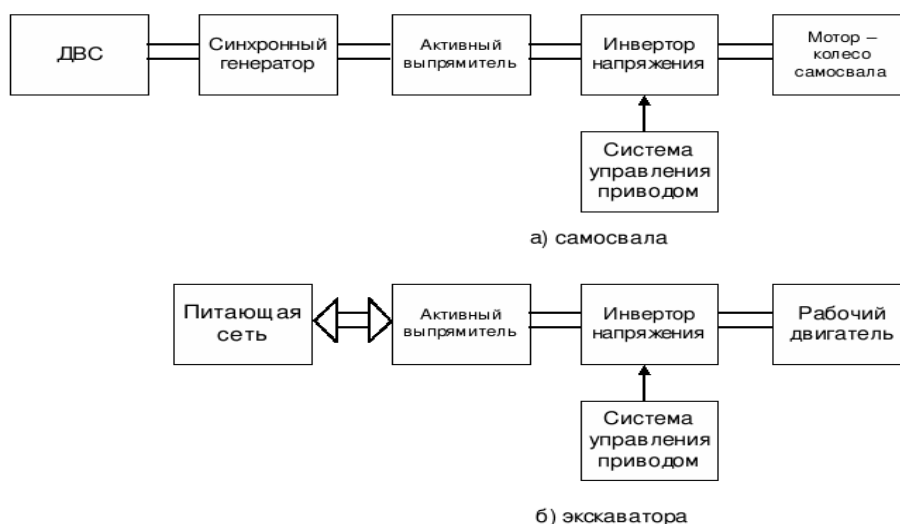 ДВС
Синхронный
генератор
Активный
выпрямитель
Инвертор
напряжения
Мотор –
колесо
самосвала
Система
управления
приводом
а) самосвала
Питающая
сеть
Активный
выпрямитель
Инвертор
напряжения
Рабочий
двигатель
Система
управления
приводом
б) экскаватора